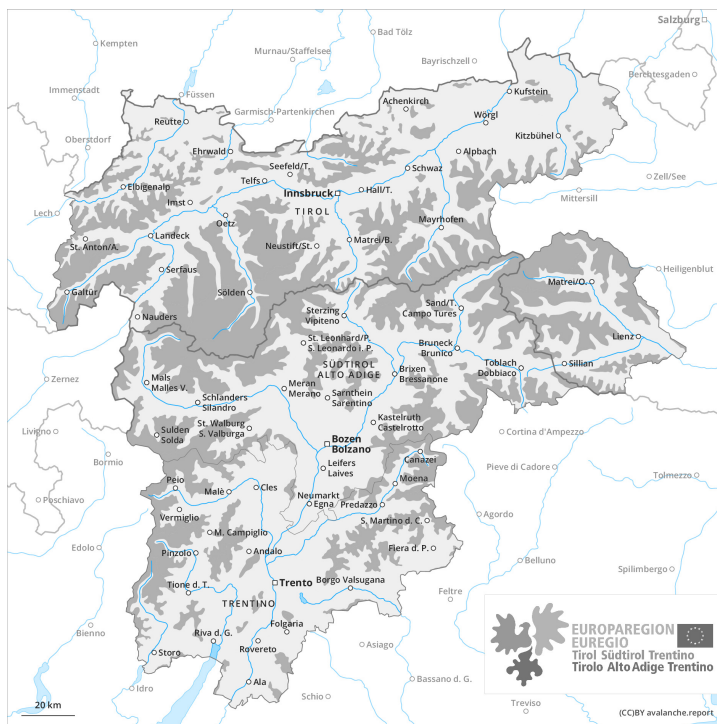 Salzburg
Kempten
Bad Tölz
Murnau/Staffelsee
Bayrischzell
Berchtesgaden
Immenstadt
Füssen
Kufstein
Achenkirch
Garmisch-Partenkirchen
Reutte
Wörgl
Kitzbühel
Oberstdorf
Ehrwald
Alpbach
Seefeld/T.
Schwaz
Zell/See
Telfs
Elbigenalp
Innsbruck
Hall/T.
Mittersill
Imst
TIROL
Lech
Oetz
Mayrhofen
Landeck
Matrei/B.
St. Anton/A.
Neustift/St.
Serfaus
Heiligenblut
Galtür
Sölden
Matrei/O.
Sand/T.
Campo Tures
Nauders
Sterzing
Vipiteno
Lienz
St. Leonhard/P.
S. Leonardo i. P.
Bruneck
Brunico
SÜDTIROL
ALTO ADIGE
Toblach
Dobbiaco
Sillian
Brixen
Bressanone
Zernez
Mals
Malles V.
Meran
Merano
Sarnthein
Sarentino
Schlanders
Silandro
St. Walburg
S. Valburga
Kastelruth
Castelrotto
Livigno
Sulden
Solda
Cortina d'Ampezzo
Bozen
Bolzano
Canazei
Bormio
Leifers
Laives
Pieve di Cadore
Tolmezzo
Peio
Moena
Malè
Cles
Neumarkt
Egna
Predazzo
Poschiavo
Vermiglio
S. Martino d. C.
Agordo
M. Campiglio
Edolo
Pinzolo
Andalo
Fiera d. P.
Belluno
Spilimbergo
Trento
Borgo Valsugana
Tione d. T.
Feltre
TRENTINO
Folgaria
Bienno
Riva d. G.
Rovereto
Asiago
Storo
Ala
Bassano d. G.
Idro
Schio
Treviso
EUROPAREGION
EUREGIO
Tirol Südtirol Trentino
Tirolo Alto Adige Trentino
20 km
(CC)BY avalanche.report